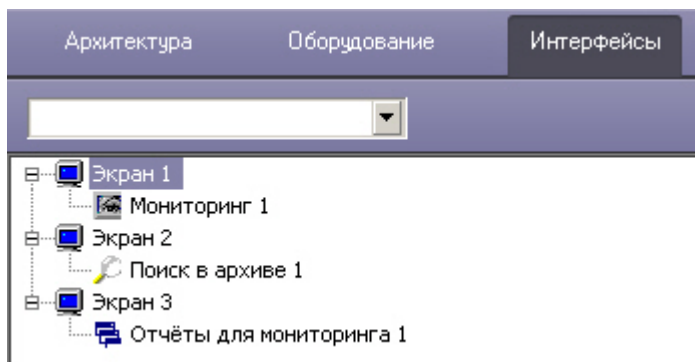 Архитектура Оборудование Интерфейсы
Экран 1
Мониторинг 1
Экран 2
Поиск в архиве 1
Экран 3
Отчёты для мониторинга 1